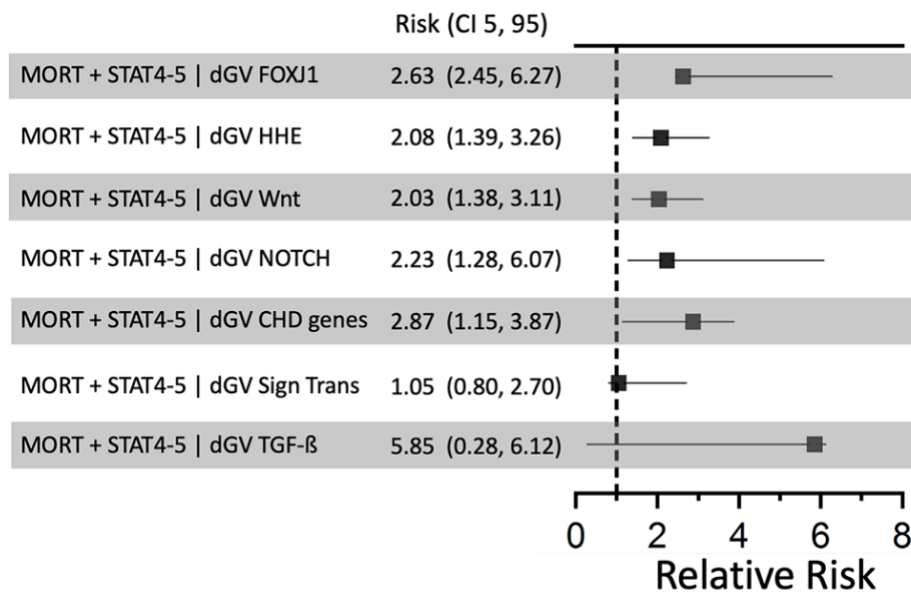 Risk (CI 5, 95)
MORT + STAT4-5 | dGV FOXJ1 2.63 (2.45, 6.27)
MORT + STAT4-5 | dGV HHE 2.08 (1.39, 3.26)
MORT + STAT4-5 | dGV Wnt 2.03 (1.38, 3.11)
MORT + STAT4-5 | dGV NOTCH 2.23 (1.28, 6.07)
MORT + STAT4-5 | dGV CHD genes 2.87 (1.15, 3.87)
MORT + STAT4-5 | dGV Sign Trans 1.05 (0.80, 2.70)
MORT + STAT4-5 | dGV TGF-ß 5.85 (0.28, 6.12)
0 2 4 6 8
Relative Risk